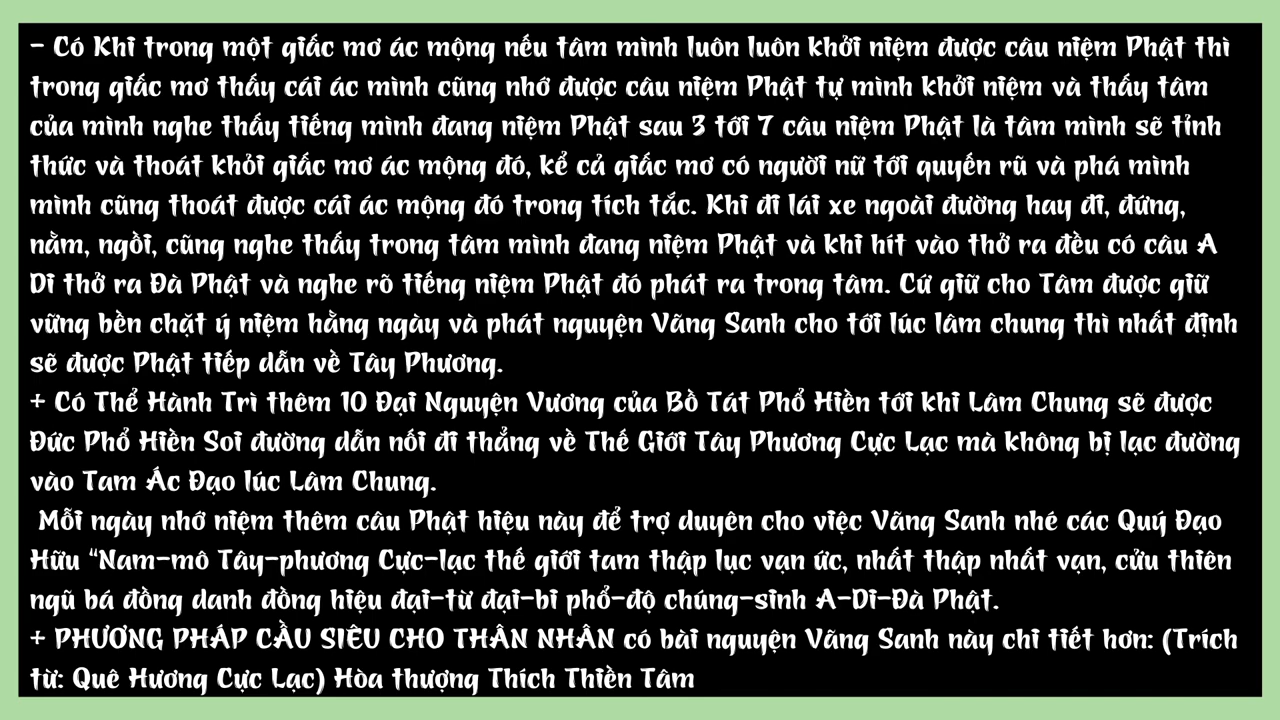 - Có Khi trong một giấc mơ ác mộng nếu tâm mình luôn luôn khởi niệm được câu niệm Phật thì
trong giấc mơ thấy cái ác mình cũng nhớ được câu niệm Phật tự mình khởi niệm và thấy tâm
của mình nghe thấy tiếng mình đang niệm Phật sau 3 tới 7 câu niệm Phật là tâm mình sẽ tỉnh
thức và thoát khỏi giấc mơ ác mộng đó, kể cả giấc mơ có người nữ tới quyến rũ và phá mình
mình cũng thoát được cái ác mộng đó trong tích tắc. Khi đi lái xe ngoài đường hay đi, đứng,
nằm, ngồi, cũng nghe thấy trong tâm mình đang niệm Phật và khi hít vào thở ra đều có câu A
Di thở ra Đà Phật và nghe rõ tiếng niệm Phật đó phát ra trong tâm. Cứ giữ cho Tâm được giữ
vững bền chặt ý niệm hằng ngày và phát nguyện Vãng Sanh cho tới lúc lâm chung thì nhất định
sẽ được Phật tiếp dẫn về Tây Phương.
+ Có Thể Hành Trì thêm 10 Đại Nguyện Vương của Bồ Tát Phổ Hiền tới khi Lâm Chung sẽ được
Đức Phổ Hiền Soi đường dẫn nối đi thẳng về Thế Giới Tây Phương Cực Lạc mà không bị lạc đường
vào Tam Ác Đạo lúc Lâm Chung.
Mỗi ngày nhớ niệm thêm câu Phật hiệu này để trợ duyên cho việc Vãng Sanh nhé các Quý Đạo
Hữu "Nam-mô Tây-phương Cực-lạc thế giới tam thập lục vạn ức, nhất thập nhất vạn, cửu thiên
ngũ bá đồng danh đồng hiệu đại-từ đại-bi phổ-độ chúng-sinh A-Di-Đà Phật.
+ PHƯƠNG PHÁP CẦU SIÊU CHO THÂN NHÂN có bài nguyện Vãng Sanh này chi tiết hơn: (Trích
từ: Quê Hương Cực Lạc) Hòa thượng Thích Thiền Tâm